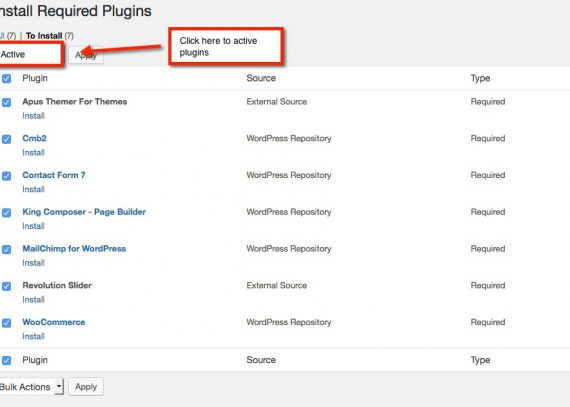 nstall Required Plugins
ll (7) | To Install (7)
Active Apply
Click here to active
plugins
Plugin Source Type
Apus Themer For Themes External Source Required
Install
Cmb2 WordPress Repository Required
Install
Contact Form 7 WordPress Repository Required
Install
King Composer - Page Builder WordPress Repository Required
Install
MailChimp for WordPress WordPress Repository Required
Install
Revolution Slider External Source Required
Install
WooCommerce WordPress Repository Required
Install
Plugin Source Type
Bulk Actions Apply